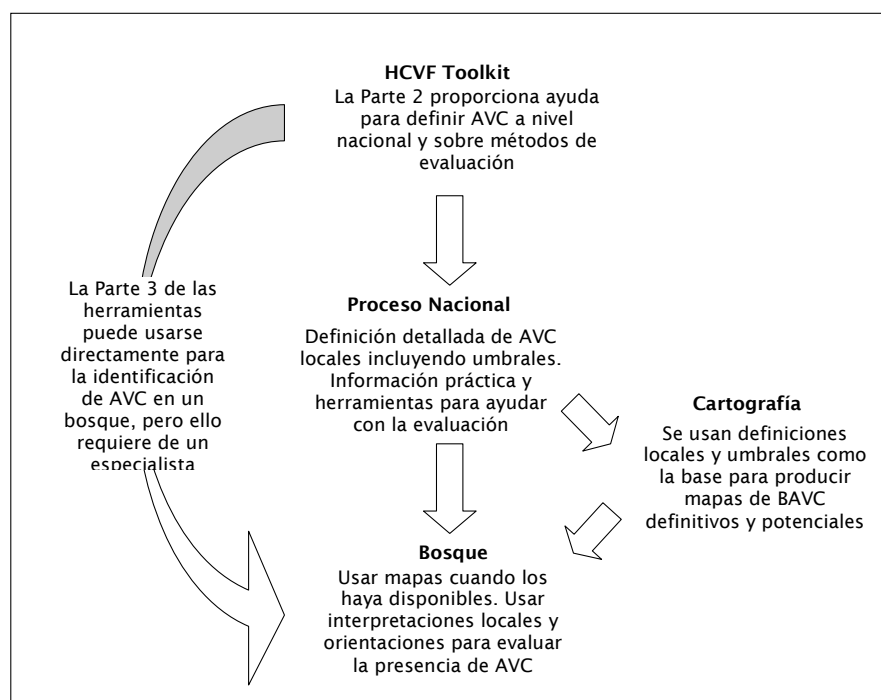 HCVF Toolkit
La Parte 2 proporciona ayuda
para definir AVC a nivel
nacional y sobre métodos de
evaluación
La Parte 3 de las
herramientas
puede usarse
directamente para
la identificación
de AVC en un
bosque, pero ello
requiere de un
especialista
Proceso Nacional
Definición detallada de AVC
locales incluyendo umbrales.
Información práctica y
herramientas para ayudar
con la evaluación
Cartografía
Se usan definiciones
locales y umbrales como
la base para producir
mapas de BAVC
definitivos y potenciales
Bosque
Usar mapas cuando los
haya disponibles. Usar
interpretaciones locales y
orientaciones para evaluar
la presencia de AVC